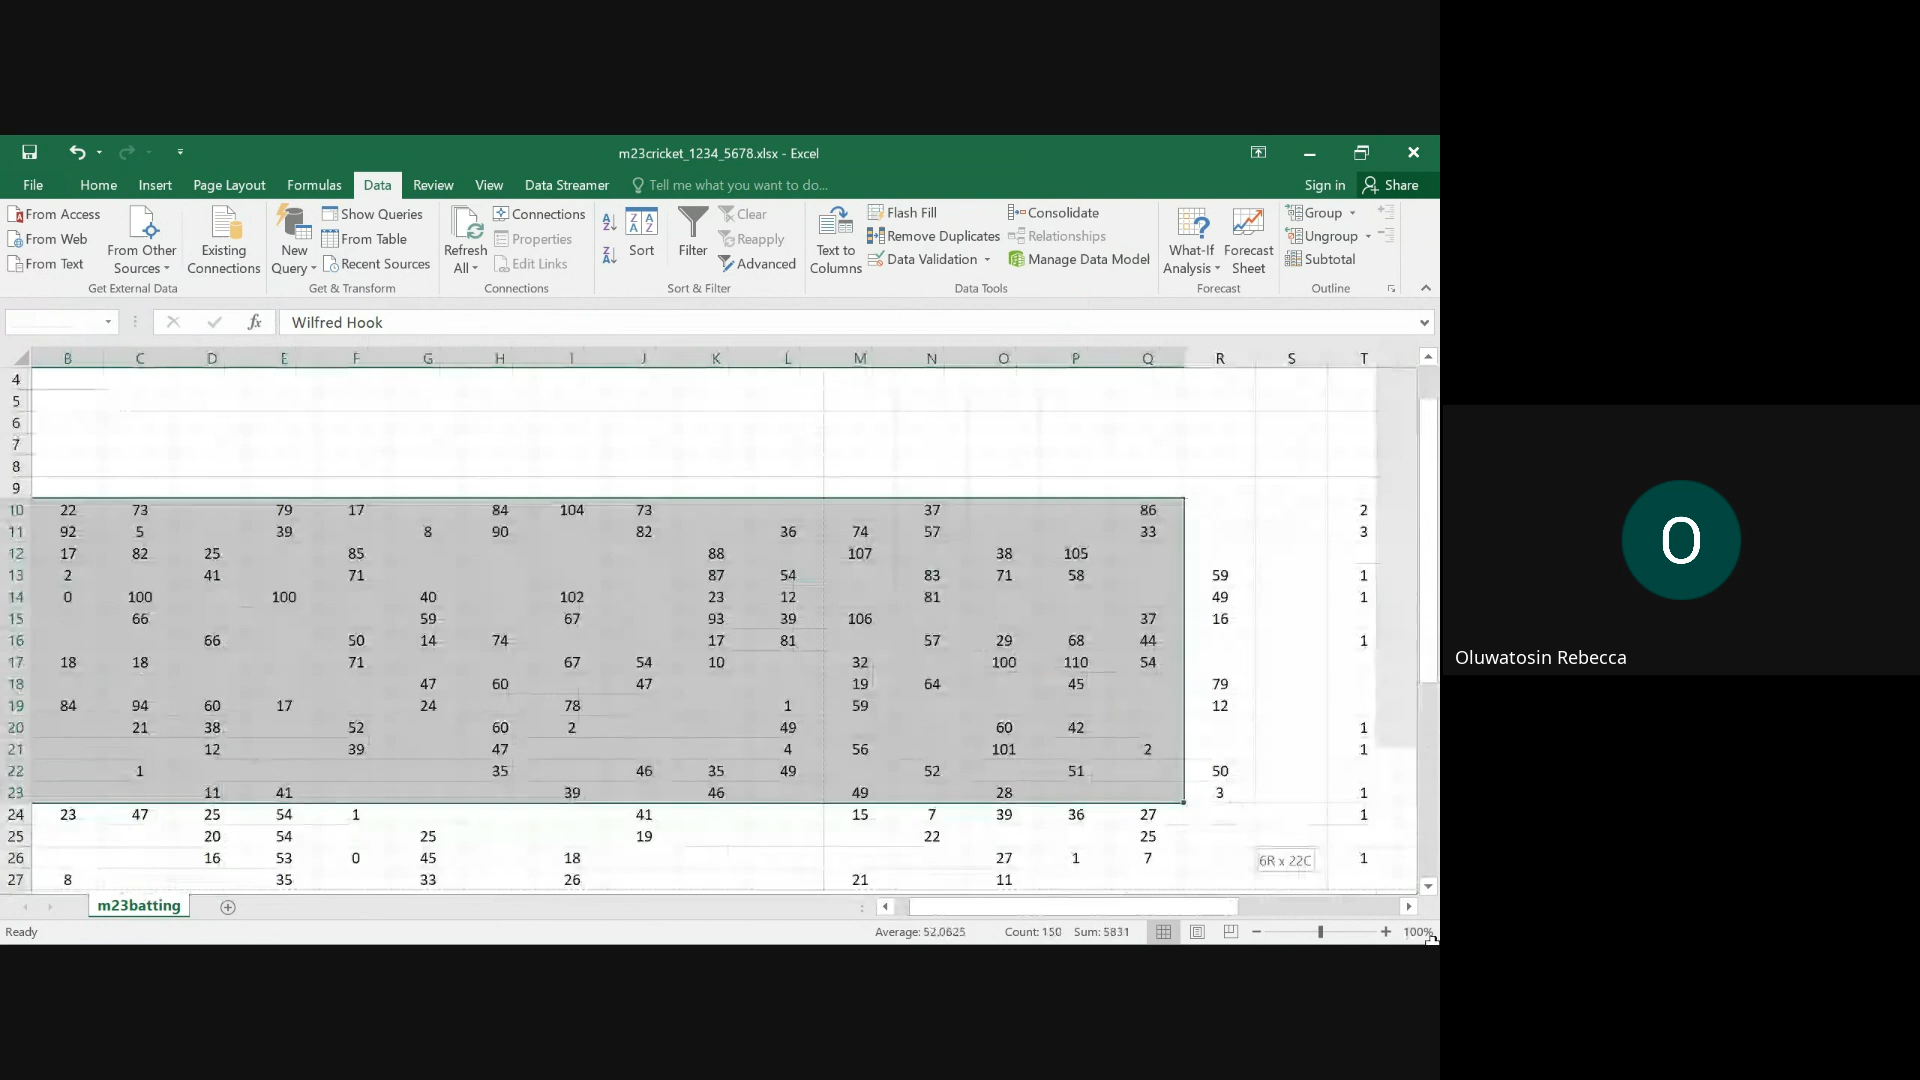 m23cricket_1234_5678.xlsx - Excel
File Home Insert Page Layout Formulas Data Review View Data Streamer Tell me what you want to do... Sign in Share
From Access
From Web
From Text
From Other
Sources
Existing
Connections
Get External Data
New
Query
Show Queries
From Table
Recent Sources
Get & Transform
Refresh
All
Connections
Properties
Edit Links
Connections
Sort
Filter
Clear
Reapply
Advanced
Sort & Filter
Text to
Columns
Flash Fill
Remove Duplicates
Data Validation
Consolidate
Relationships
Manage Data Model
Data Tools
What-If
Analysis
Forecast
Sheet
Forecast
Group
Ungroup
Subtotal
Outline
fx Wilfred Hook
B C D E F G H I J K L M N O P Q R S T
4
5
6
7
8
9
10 22 73 79 17 84 104 73 37 86 2
11 92 5 39 8 90 82 36 74 57 33 3
12 17 82 25 85 88 107 38 105
13 2 41 71 87 54 83 71 58 59 1
14 0 100 100 40 102 23 12 81 49 1
15 66 59 67 93 39 106 37 16
16 66 50 14 74 17 81 57 29 68 44 1
17 18 18 71 67 54 10 32 100 110 54
18 47 60 47 19 64 45 79
19 84 94 60 17 24 78 1 59 12
20 21 38 52 60 2 49 60 42 1
21 12 39 47 4 56 101 2 1
22 1 35 46 35 49 52 51 50
23 11 41 39 46 49 28 3 1
24 23 47 25 54 1 41 15 7 39 36 27 1
25 20 54 25 19 22 25
26 16 53 0 45 18 27 1 7 1
27 8 35 33 26 21 11
6R x 22C
m23batting
Ready Average: 52.0625 Count: 150 Sum: 5831 100%
O
Oluwatosin Rebecca